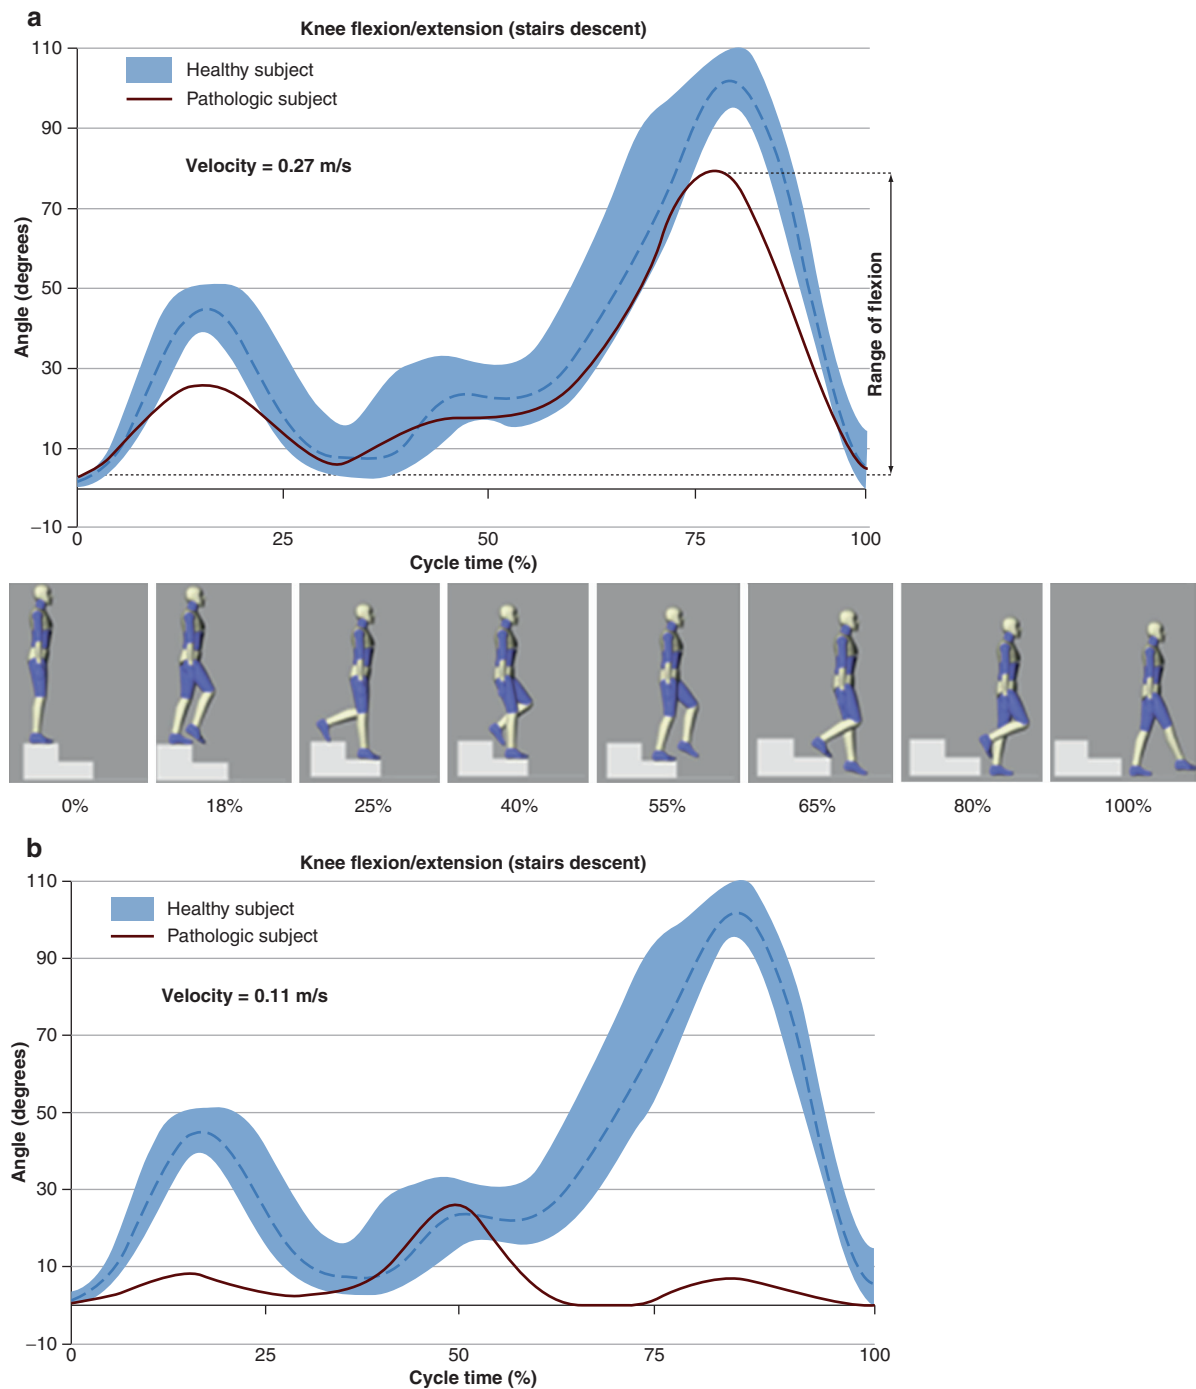 a
Knee flexion/extension (stairs descent)
110
90
70
50
30
10
−10
Angle (degrees)
Healthy subject
Pathologic subject
Velocity = 0.27 m/s
Range of flexion
0 25 50 75 100
Cycle time (%)
0% 18% 25% 40% 55% 65% 80% 100%
b
Knee flexion/extension (stairs descent)
110
90
70
50
30
10
−10
Angle (degrees)
Healthy subject
Pathologic subject
Velocity = 0.11 m/s
0 25 50 75 100
Cycle time (%)